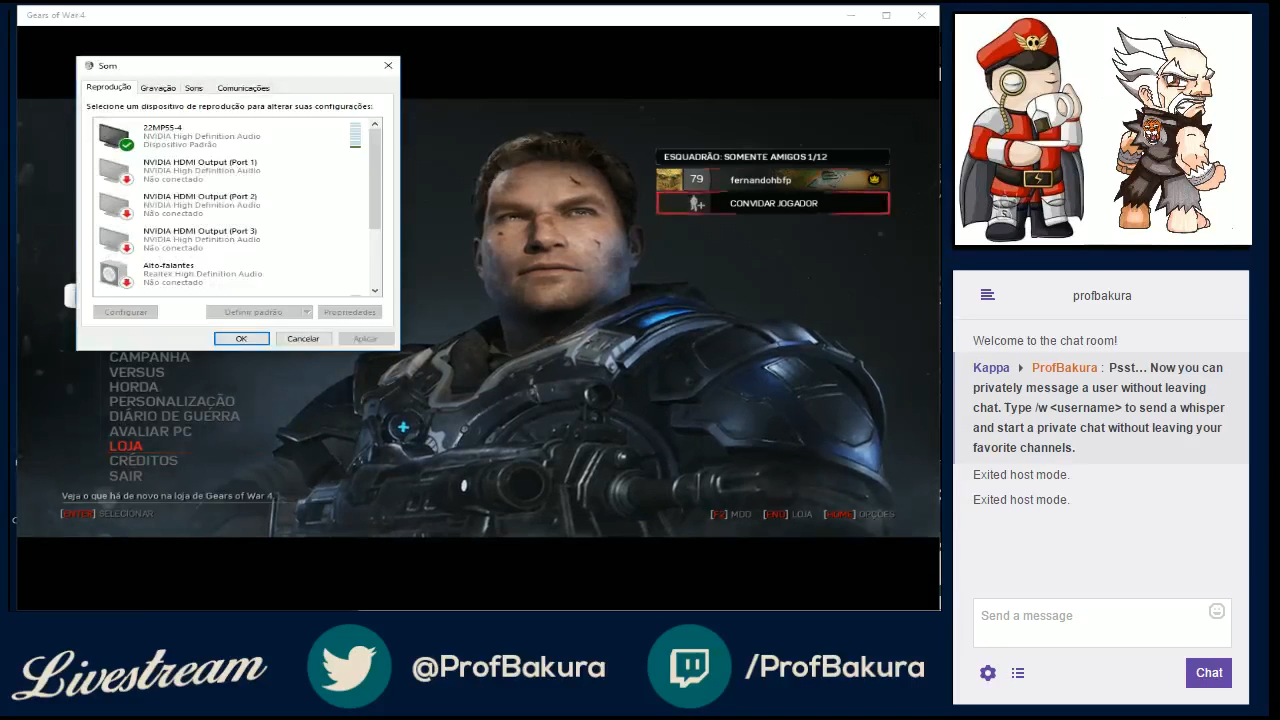 Gears of War 4
Som
Reprodução Gravação Sons Comunicações
Selecione um dispositivo de reprodução para alterar suas configurações:
22MP55-4
NVIDIA High Definition Audio
Dispositivo Padrão
NVIDIA HDMI Output (Port 1)
NVIDIA High Definition Audio
Não conectado
NVIDIA HDMI Output (Port 2)
NVIDIA High Definition Audio
Não conectado
NVIDIA HDMI Output (Port 3)
NVIDIA High Definition Audio
Não conectado
Alto-falantes
Realtek High Definition Audio
Não conectado
Configurar Definir padrão Propriedades
OK Cancelar Aplicar
ESQUADRÃO: SOMENTE AMIGOS 1/12
79 fernandohbfp
CONVIDAR JOGADOR
CAMPANHA
VERSUS
HORDA
PERSONALIZAÇÃO
DIÁRIO DE GUERRA
AVALIAR PC
LOJA
CRÉDITOS
SAIR
Veja o que há de novo na loja de Gears of War 4.
[ENTER] SELECIONAR
[F2] MDD [END] LOJA [HOME] OPÇÕES
profbakura
Welcome to the chat room!
Kappa ProfBakura : Psst… Now you can
privately message a user without leaving
chat. Type /w <username> to send a whisper
and start a private chat without leaving your
favorite channels.
Exited host mode.
Exited host mode.
Send a message
Chat
Livestream @ProfBakura /ProfBakura